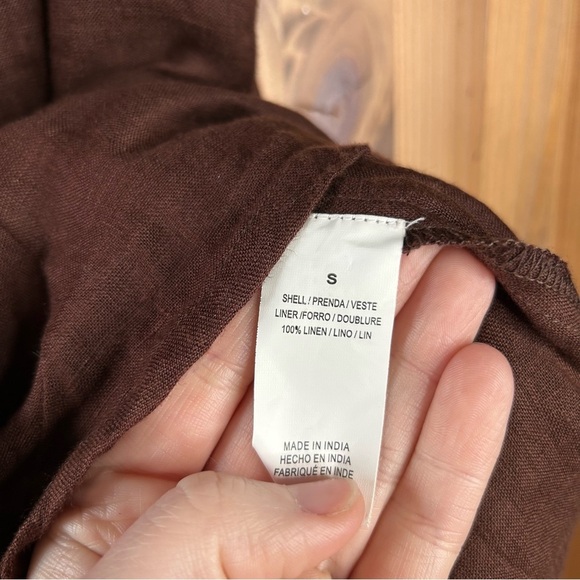 S
SHELL / PRENDA / VESTE
LINER /FORRO / DOUBLURE
100% LINEN / LINO / LIN
MADE IN INDIA
HECHO EN INDIA
FABRIQUÉ EN INDE